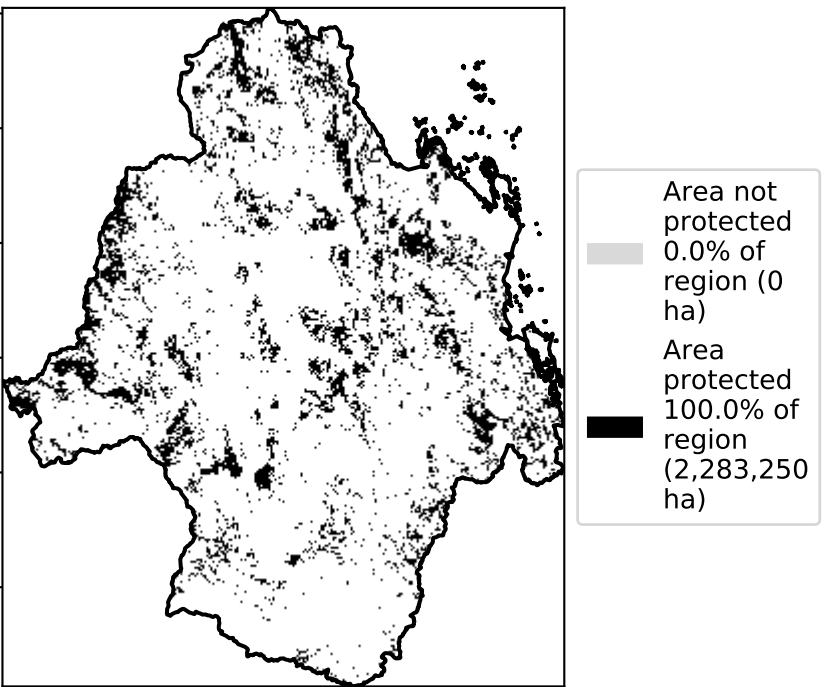 Area not
protected
0.0% of
region (0
ha)
Area
protected
100.0% of
region
(2,283,250
ha)